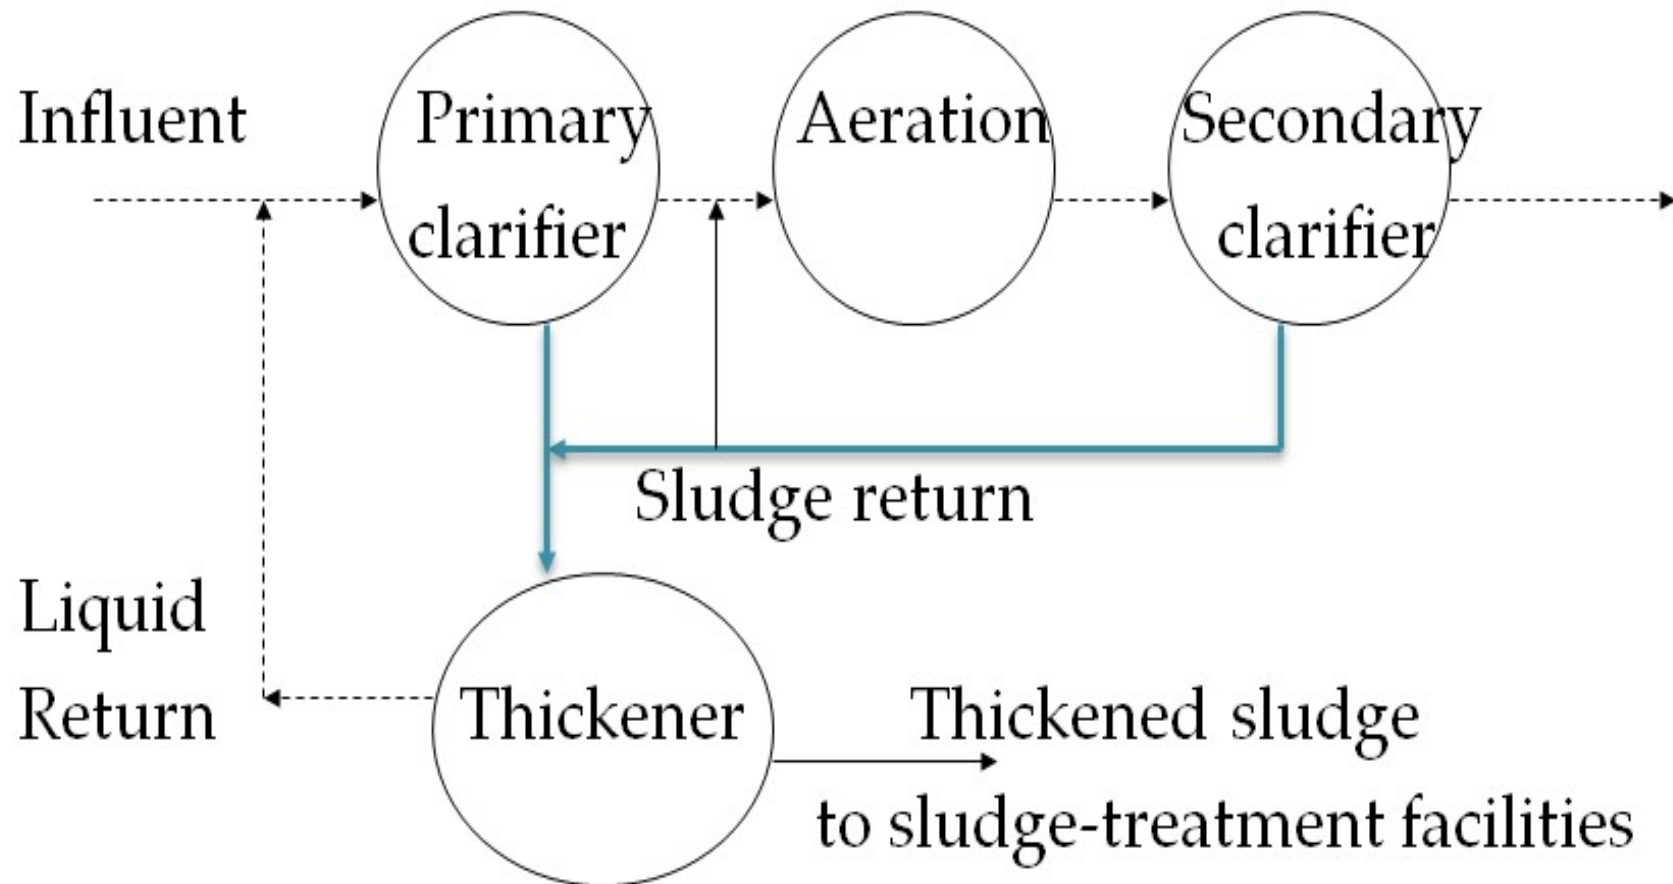 Influent
Primary
clarifier
Aeration
Secondary
clarifier
Sludge return
Liquid
Return
Thickener
Thickened sludge
to sludge-treatment facilities